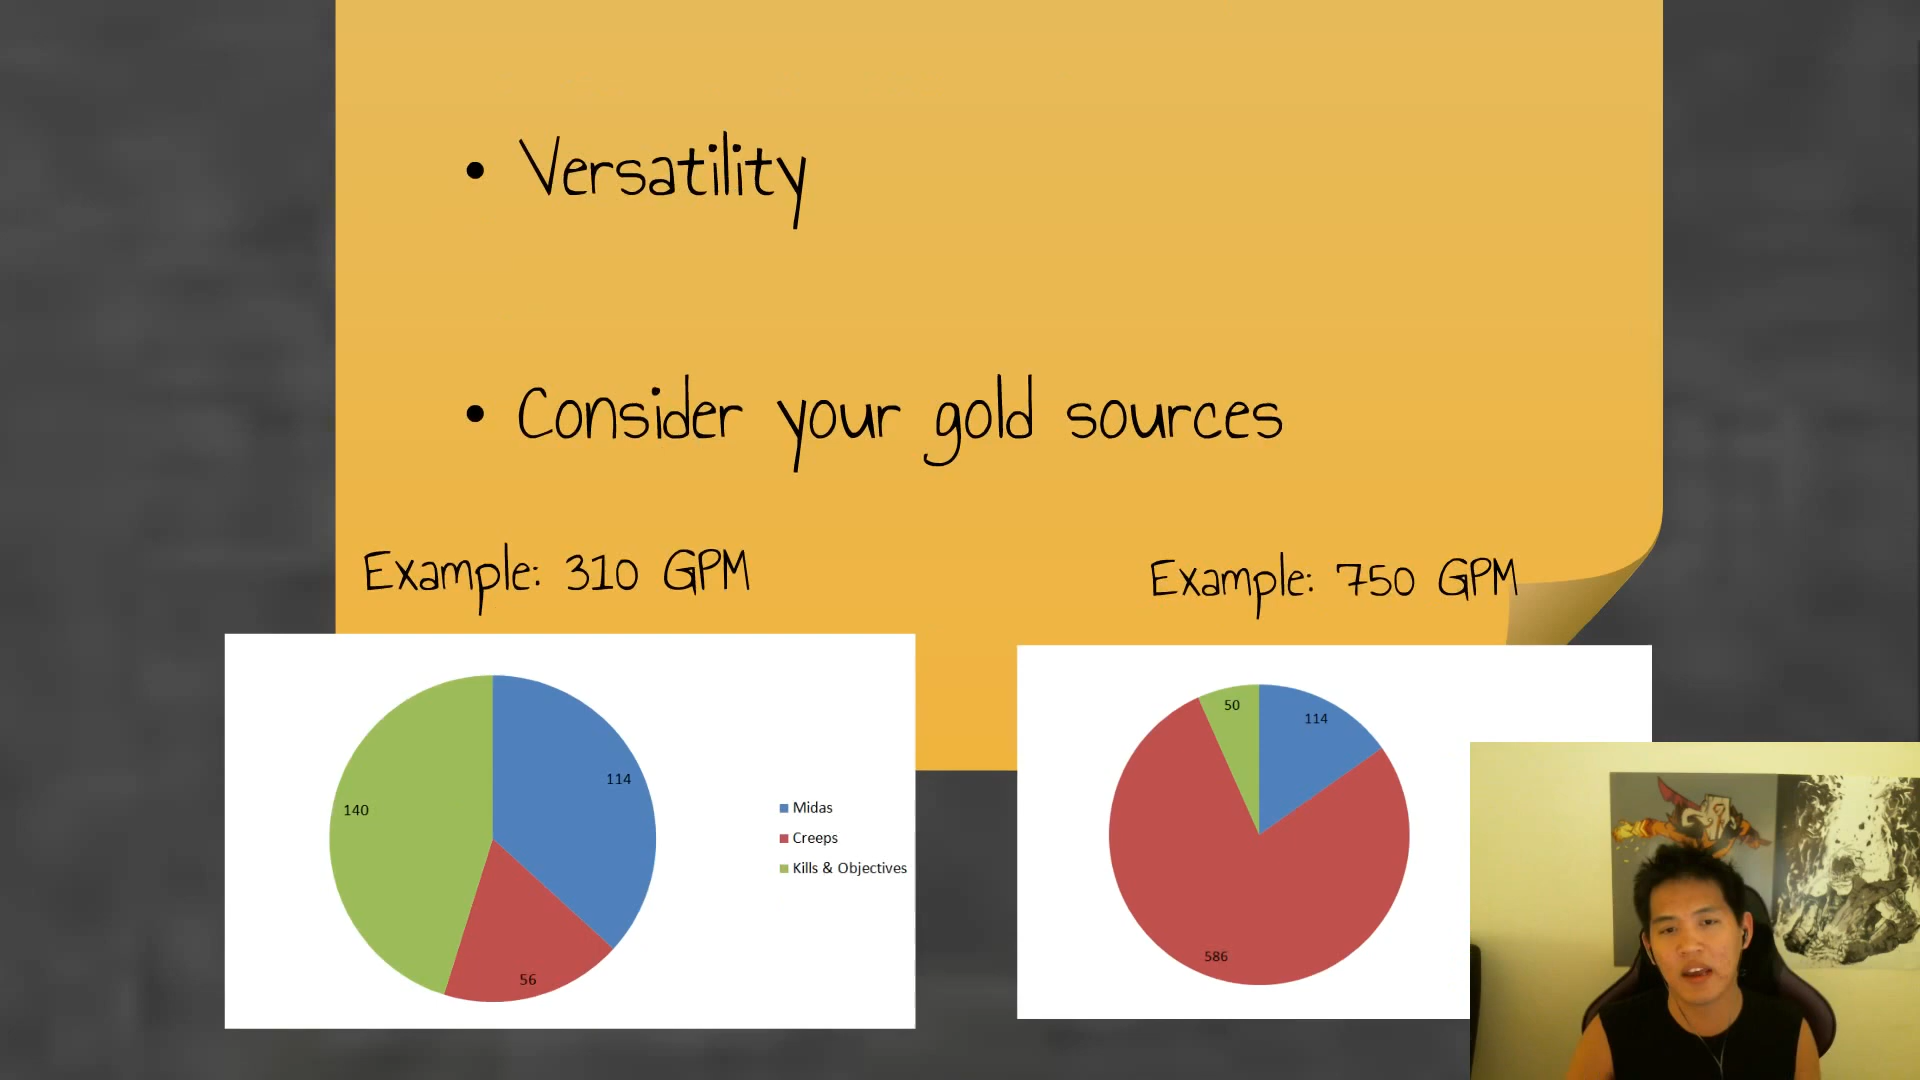 • Versatility
• Consider your gold sources
Example: 310 GPM
Example: 750 GPM
114
56
140
Midas
Creeps
Kills & Objectives
50
114
586